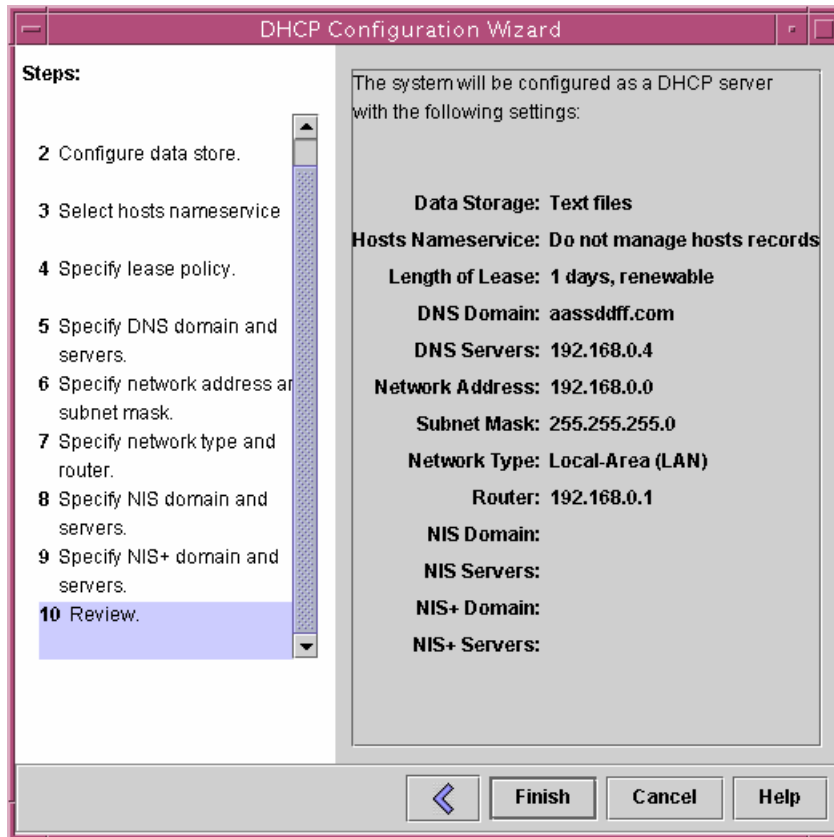 DHCP Configuration Wizard
Steps:
2 Configure data store.
3 Select hosts nameservice
4 Specify lease policy.
5 Specify DNS domain and
servers.
6 Specify network address ar
subnet mask.
7 Specify network type and
router.
8 Specify NIS domain and
servers.
9 Specify NIS+ domain and
servers.
10 Review.
The system will be configured as a DHCP server
with the following settings:
Data Storage: Text files
Hosts Nameservice: Do not manage hosts records
Length of Lease: 1 days, renewable
DNS Domain: aassddff.com
DNS Servers: 192.168.0.4
Network Address: 192.168.0.0
Subnet Mask: 255.255.255.0
Network Type: Local-Area (LAN)
Router: 192.168.0.1
NIS Domain:
NIS Servers:
NIS+ Domain:
NIS+ Servers:
Finish Cancel Help